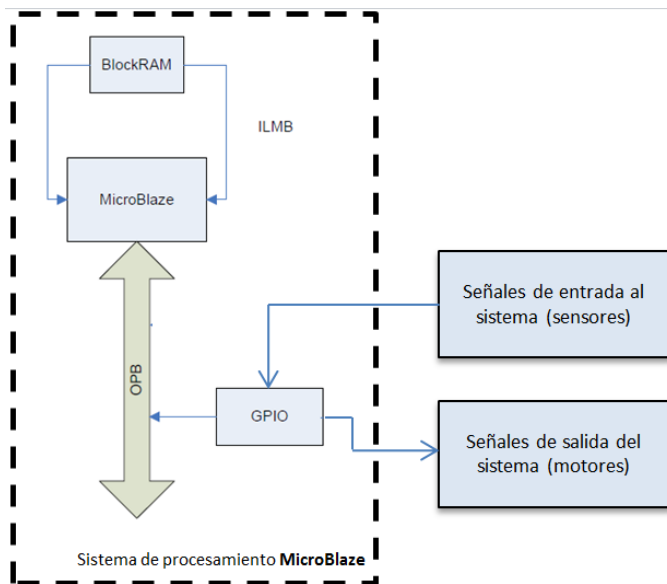 BlockRAM
ILMB
MicroBlaze
OPB
GPIO
Señales de entrada al
sistema (sensores)
Señales de salida del
sistema (motores)
Sistema de procesamiento MicroBlaze